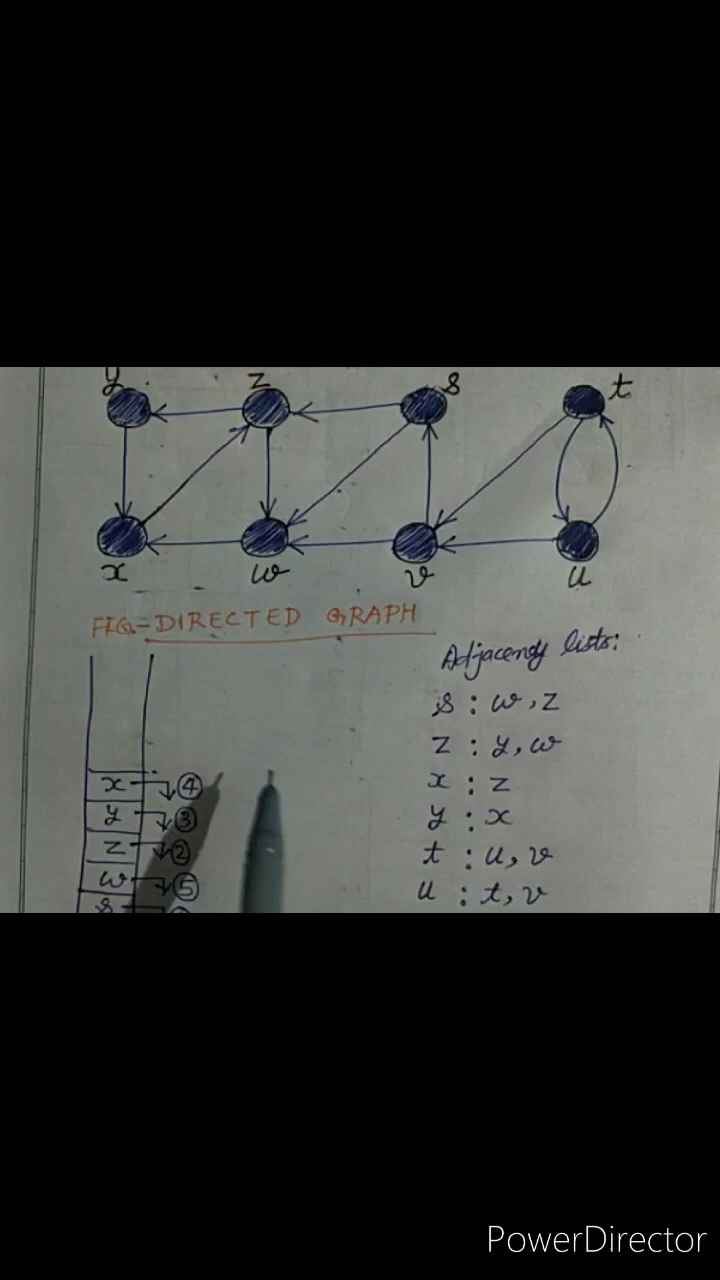 y z s t
x w v u
FIG.- DIRECTED GRAPH
Adjacency lists:
s : w, z
z : y, w
x : z
y : x
t : u, v
u : t, v
x ④
y ③
z ②
w ⑤
s
PowerDirector